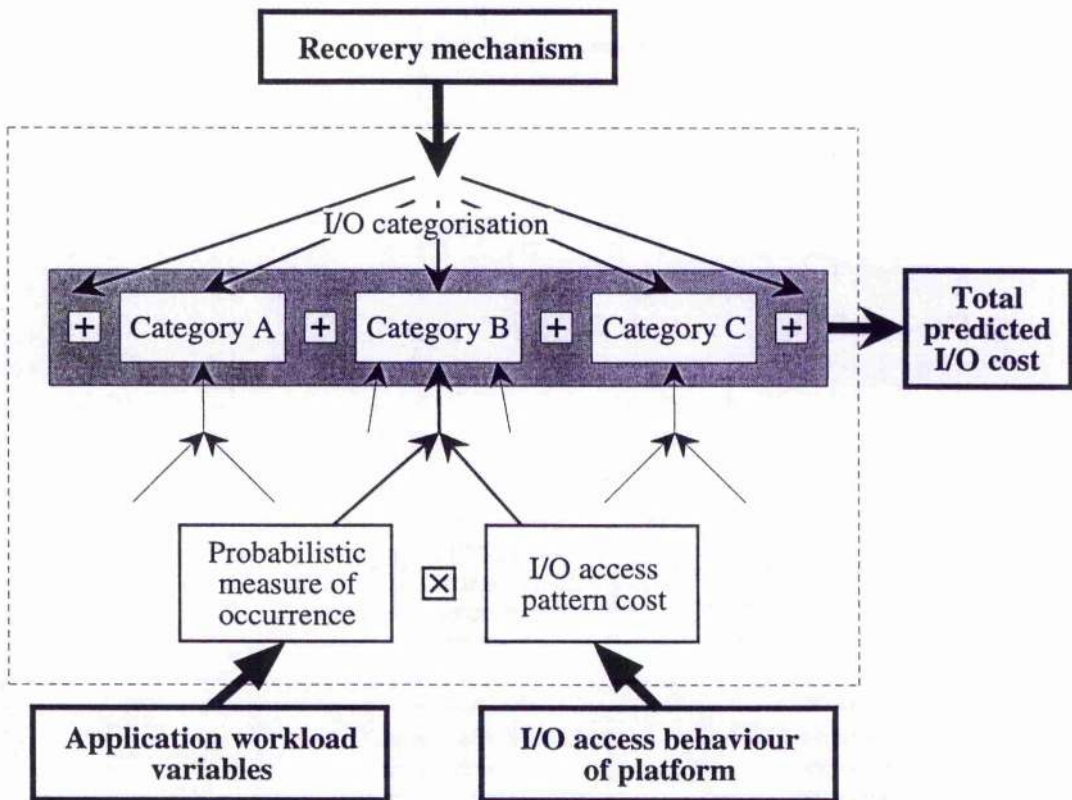 Recovery mechanism
I/O categorisation
+ Category A + Category B + Category C +
Total
predicted
I/O cost
Probabilistic
measure of
occurrence
×
I/O access
pattern cost
Application workload
variables
I/O access behaviour
of platform